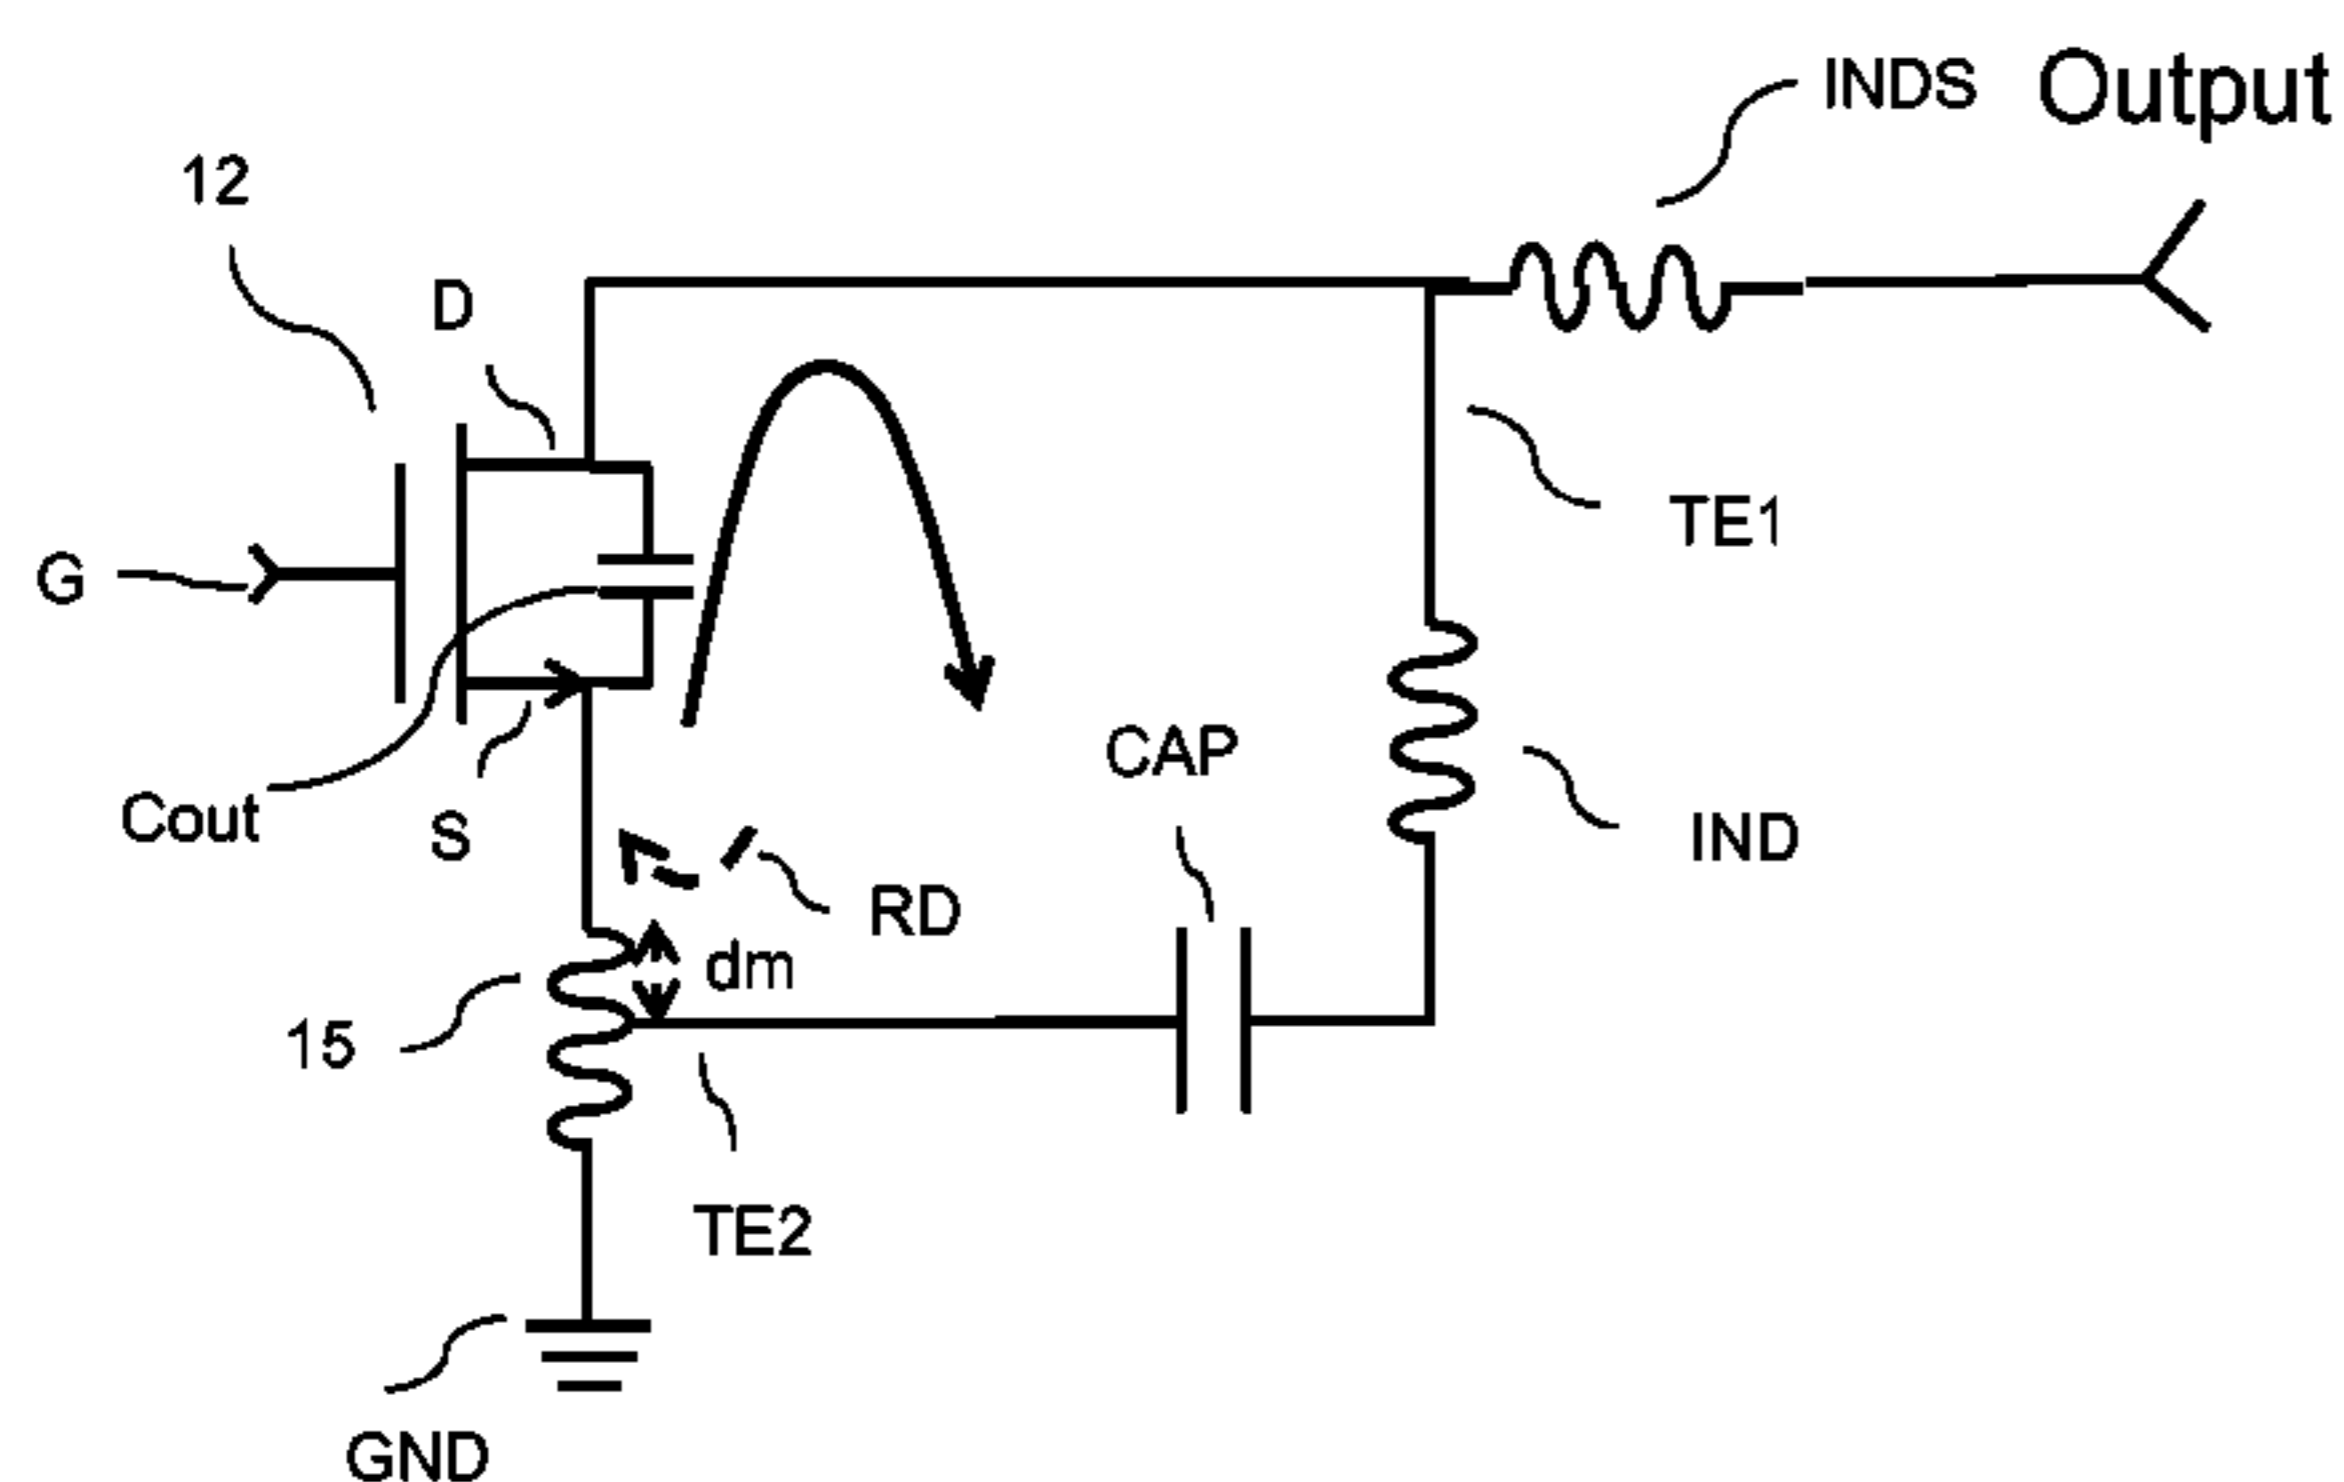 INDS Output
12
D
TE1
G
CAP
Cout
S
IND
RD
dm
15
TE2
GND